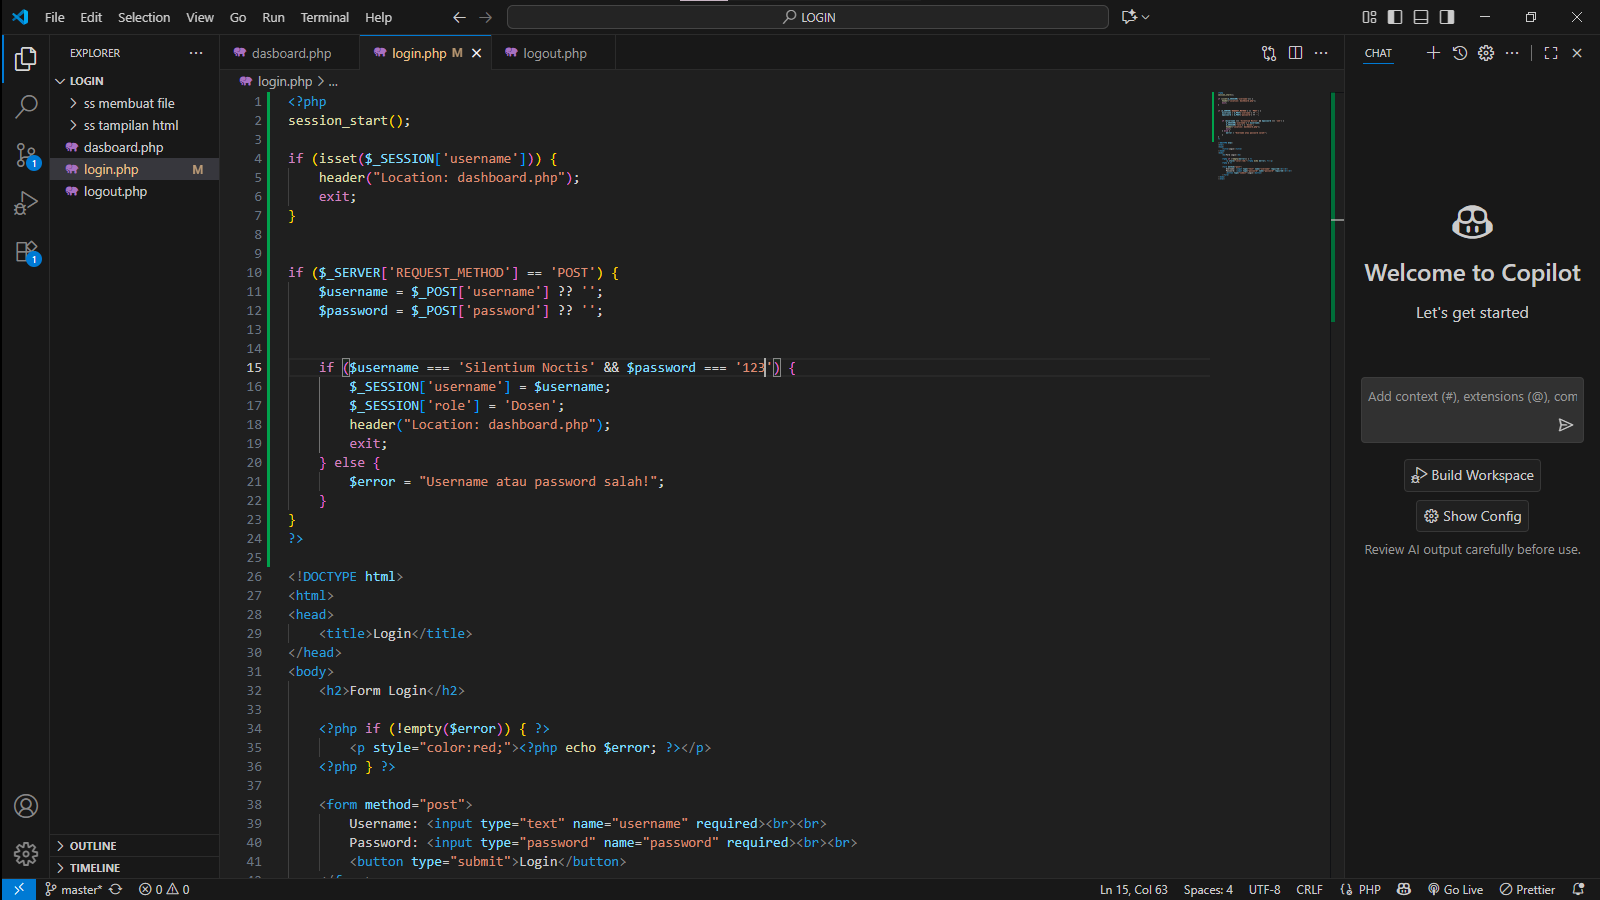 File Edit Selection View Go Run Terminal Help
LOGIN
EXPLORER
LOGIN
ss membuat file
ss tampilan html
dasboard.php
login.php M
logout.php
OUTLINE
TIMELINE
1
1
dasboard.php
login.php M
logout.php
login.php > ...
1 <?php
2 session_start();
3
4 if (isset($_SESSION['username'])) {
5 header("Location: dashboard.php");
6 exit;
7 }
8
9
10 if ($_SERVER['REQUEST_METHOD'] == 'POST') {
11 $username = $_POST['username'] ?? '';
12 $password = $_POST['password'] ?? '';
13
14
15 if ($username === 'Silentium Noctis' && $password === '123') {
16 $_SESSION['username'] = $username;
17 $_SESSION['role'] = 'Dosen';
18 header("Location: dashboard.php");
19 exit;
20 } else {
21 $error = "Username atau password salah!";
22 }
23 }
24 ?>
25
26 <!DOCTYPE html>
27 <html>
28 <head>
29 <title>Login</title>
30 </head>
31 <body>
32 <h2>Form Login</h2>
33
34 <?php if (!empty($error)) { ?>
35 <p style="color:red;"><?php echo $error; ?></p>
36 <?php } ?>
37
38 <form method="post">
39 Username: <input type="text" name="username" required><br><br>
40 Password: <input type="password" name="password" required><br><br>
41 <button type="submit">Login</button>
CHAT
Welcome to Copilot
Let's get started
Add context (#), extensions (@), com
Build Workspace
Show Config
Review AI output carefully before use.
master* 0 0
Ln 15, Col 63 Spaces: 4 UTF-8 CRLF PHP Go Live Prettier